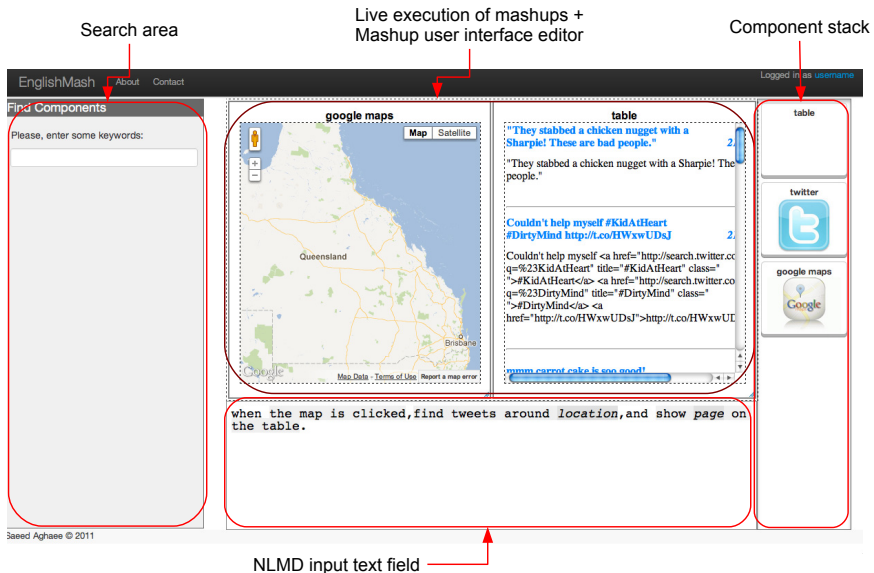 Search area
Live execution of mashups +
Mashup user interface editor
Component stack
EnglishMash About Contact
Logged in as username
Find Components
Please, enter some keywords:
google maps
Map Satellite
+
−
Queensland
Brisbane
Google
Map Data - Terms of Use Report a map error
table
"They stabbed a chicken nugget with a
Sharpie! These are bad people." 2
"They stabbed a chicken nugget with a Sharpie! The
people."
Couldn't help myself #KidAtHeart
#DirtyMind http://t.co/HWxwUDsJ 2
Couldn't help myself <a href="http://search.twitter.co
q=%23KidAtHeart" title="#KidAtHeart" class="
">#KidAtHeart</a> <a href="http://search.twitter.co
q=%23DirtyMind" title="#DirtyMind" class="
">#DirtyMind</a> <a
href="http://t.co/HWxwUDsJ">http://t.co/HWxwUD
mmm carrot cake is soo good!
table
twitter
google maps
Google
when the map is clicked,find tweets around location,and show page on
the table.
Saeed Aghaee © 2011
NLMD input text field